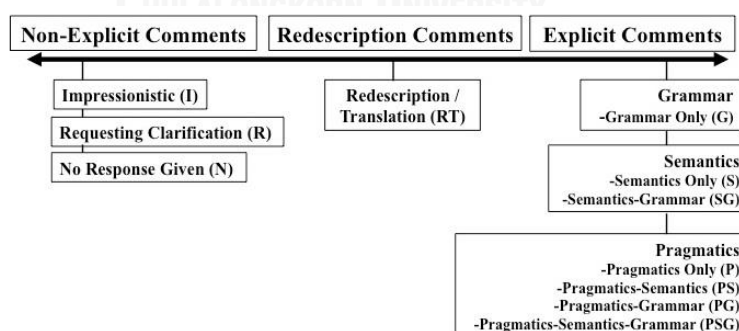 Non-Explicit Comments
Redescription Comments
Explicit Comments
Impressionistic (I)
Requesting Clarification (R)
No Response Given (N)
Redescription /
Translation (RT)
Grammar
-Grammar Only (G)
Semantics
-Semantics Only (S)
-Semantics-Grammar (SG)
Pragmatics
-Pragmatics Only (P)
-Pragmatics-Semantics (PS)
-Pragmatics-Grammar (PG)
-Pragmatics-Semantics-Grammar (PSG)